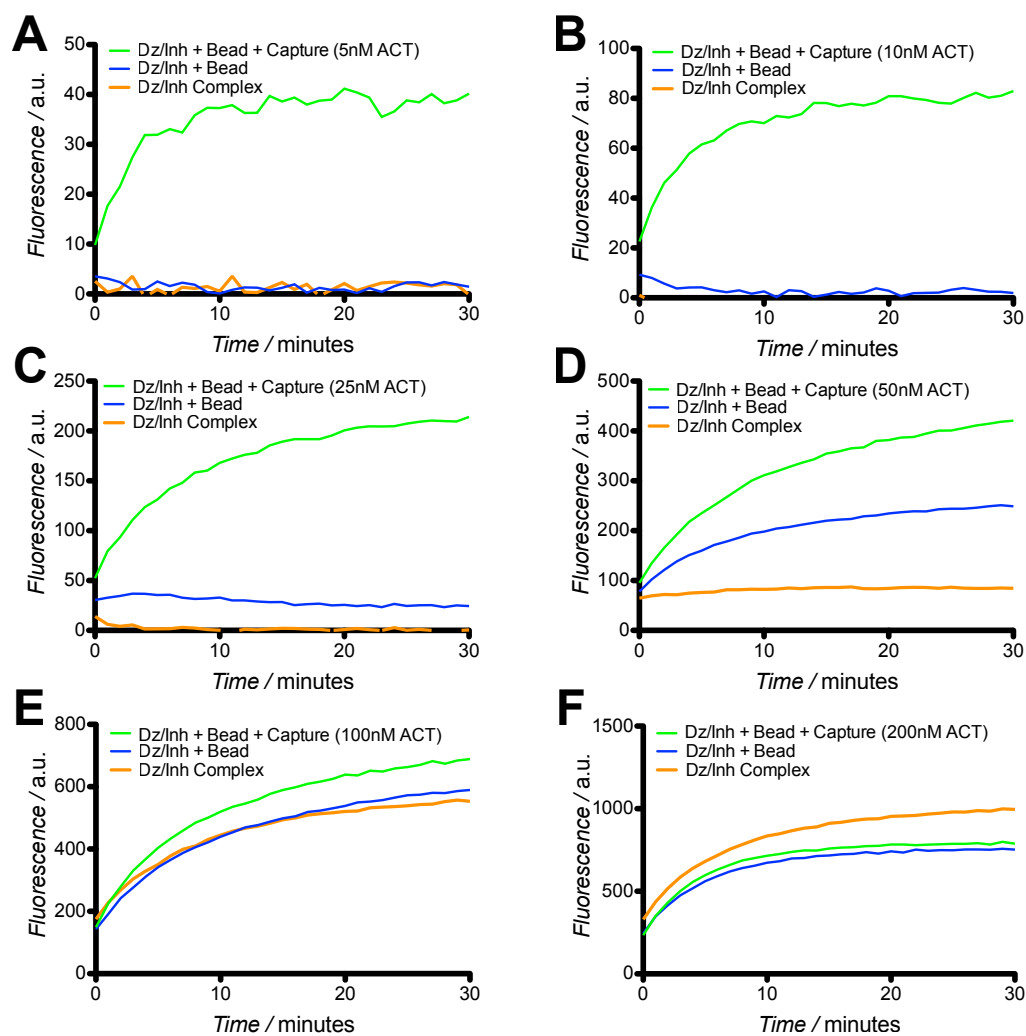 A
Dz/Inh + Bead + Capture (5nM ACT)
Dz/Inh + Bead
Dz/Inh Complex
Fluorescence / a.u.
50
40
30
20
10
0
0 10 20 30
Time / minutes
B
Dz/Inh + Bead + Capture (10nM ACT)
Dz/Inh + Bead
Dz/Inh Complex
Fluorescence / a.u.
100
80
60
40
20
0
0 10 20 30
Time / minutes
C
Dz/Inh + Bead + Capture (25nM ACT)
Dz/Inh + Bead
Dz/Inh Complex
Fluorescence / a.u.
250
200
150
100
50
0
0 10 20 30
Time / minutes
D
Dz/Inh + Bead + Capture (50nM ACT)
Dz/Inh + Bead
Dz/Inh Complex
Fluorescence / a.u.
500
400
300
200
100
0
0 10 20 30
Time / minutes
E
Dz/Inh + Bead + Capture (100nM ACT)
Dz/Inh + Bead
Dz/Inh Complex
Fluorescence / a.u.
800
600
400
200
0
0 10 20 30
Time / minutes
F
Dz/Inh + Bead + Capture (200nM ACT)
Dz/Inh + Bead
Dz/Inh Complex
Fluorescence / a.u.
1500
1000
500
0
0 10 20 30
Time / minutes